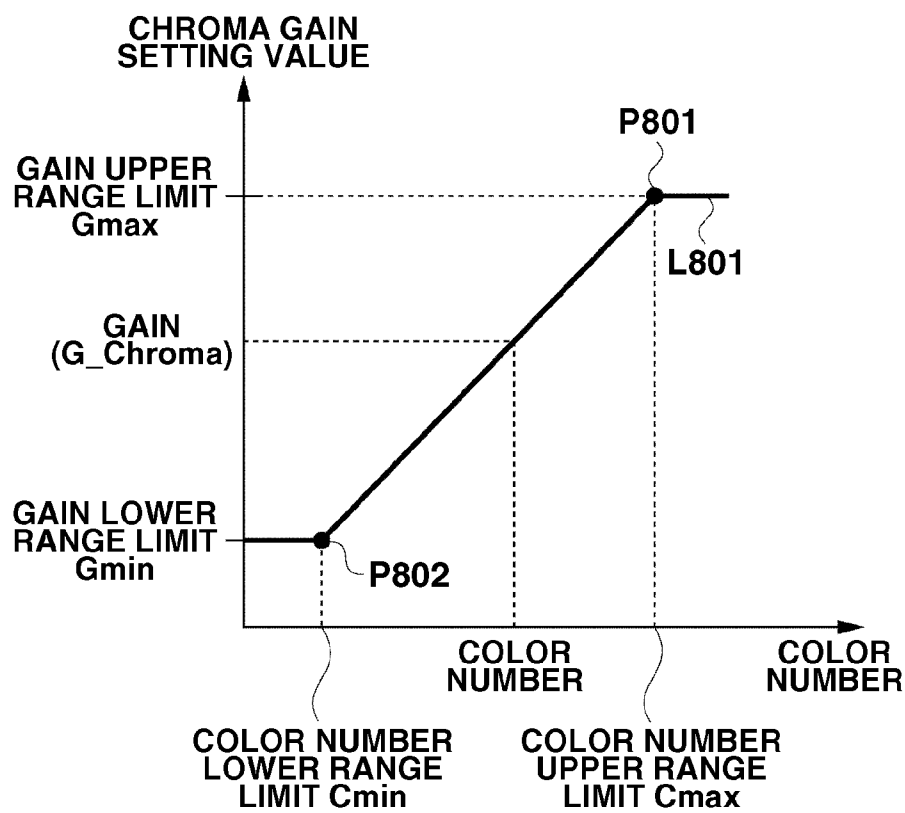 CHROMA GAIN
SETTING VALUE
P801
GAIN UPPER
RANGE LIMIT
Gmax
L801
GAIN
(G_Chroma)
GAIN LOWER
RANGE LIMIT
Gmin
P802
COLOR
NUMBER
COLOR
NUMBER
COLOR NUMBER
LOWER RANGE
LIMIT Cmin
COLOR NUMBER
UPPER RANGE
LIMIT Cmax